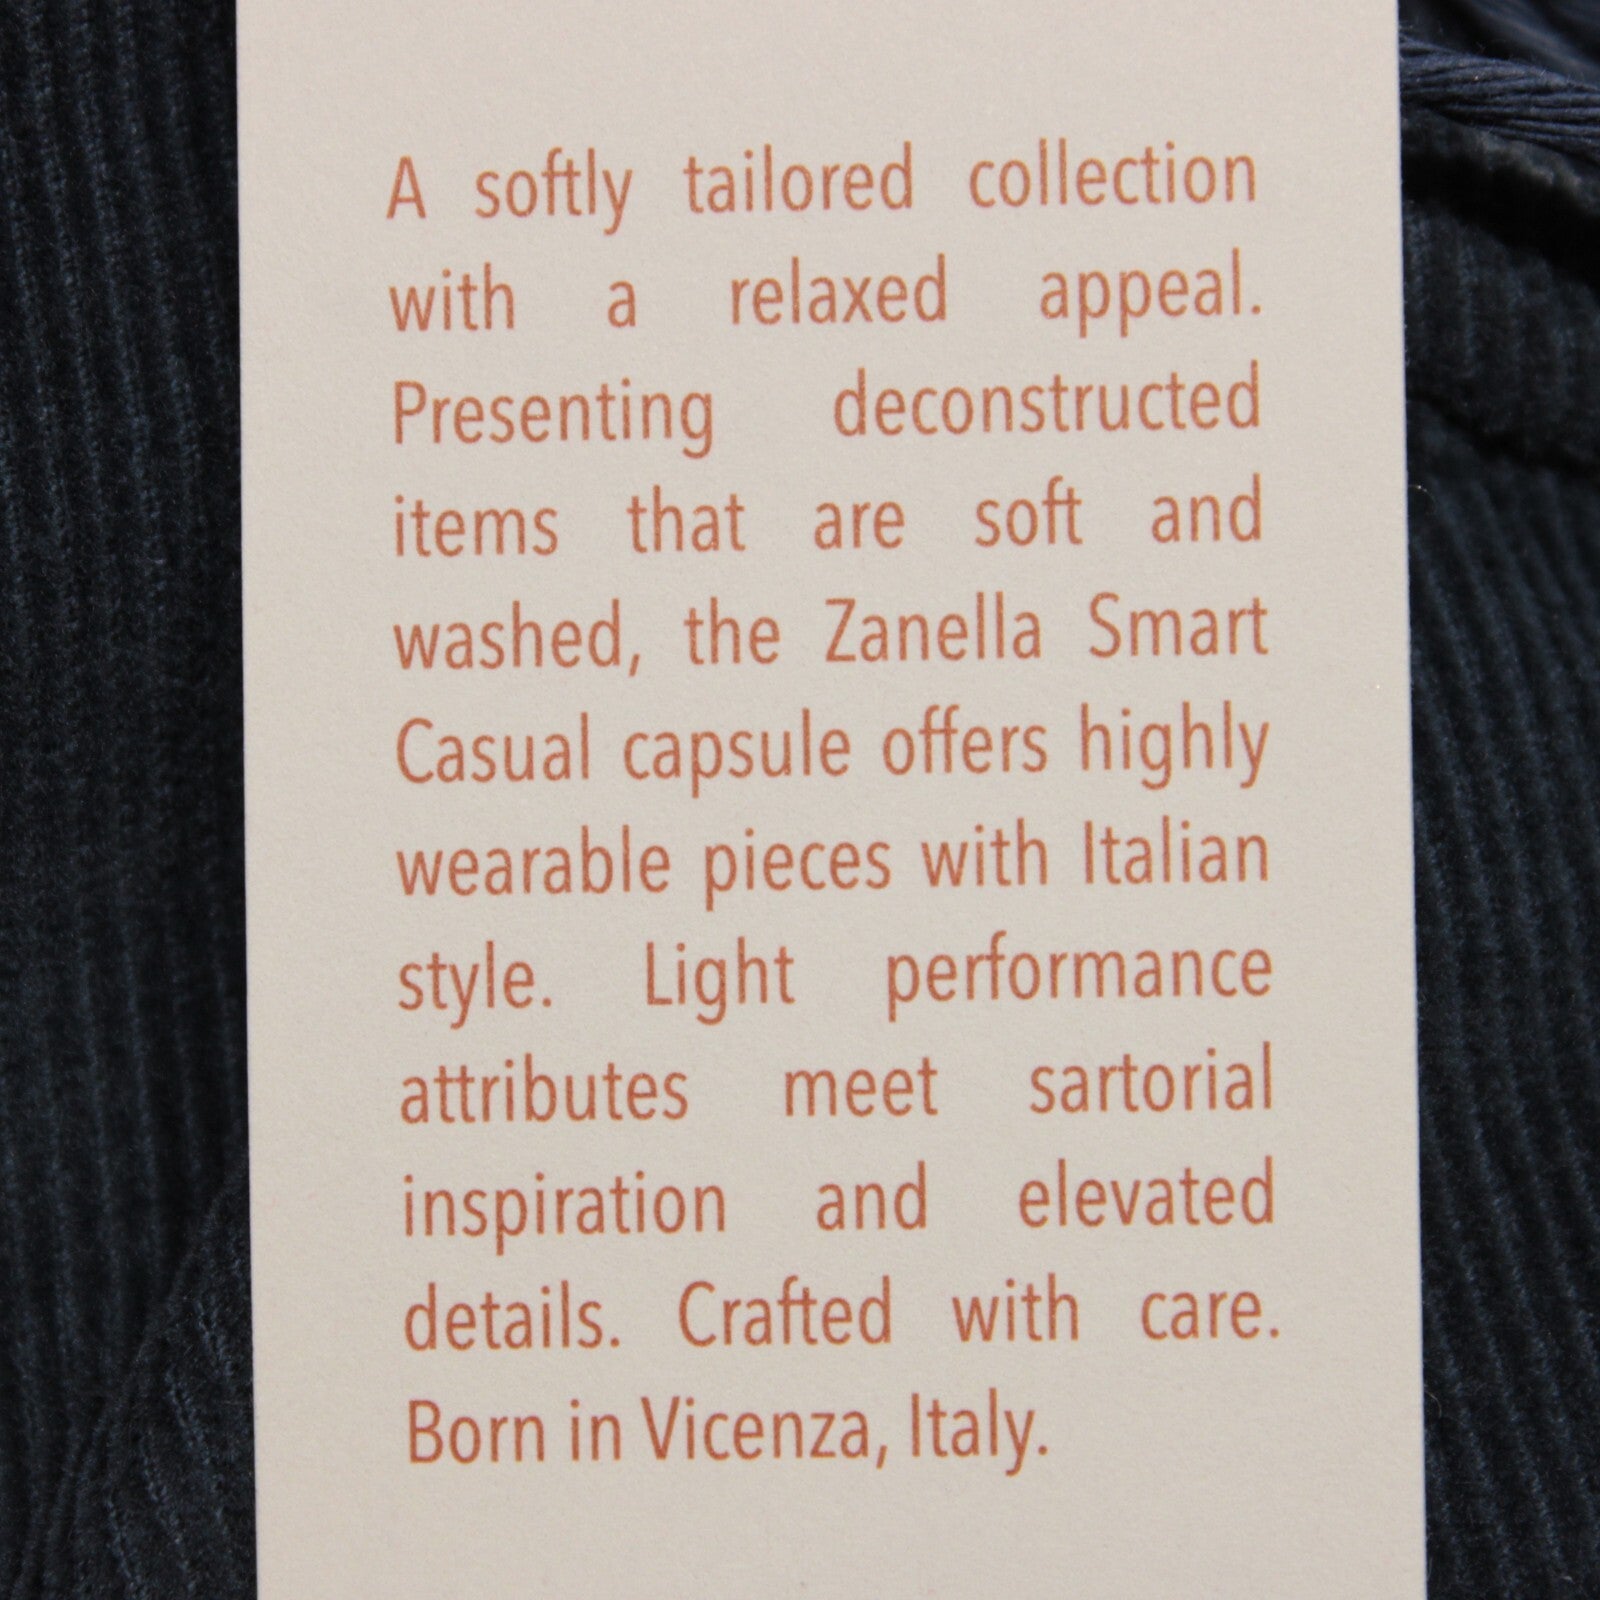 A softly tailored collection
with a relaxed appeal.
Presenting deconstructed
items that are soft and
washed, the Zanella Smart
Casual capsule offers highly
wearable pieces with Italian
style. Light performance
attributes meet sartorial
inspiration and elevated
details. Crafted with care.
Born in Vicenza, Italy.